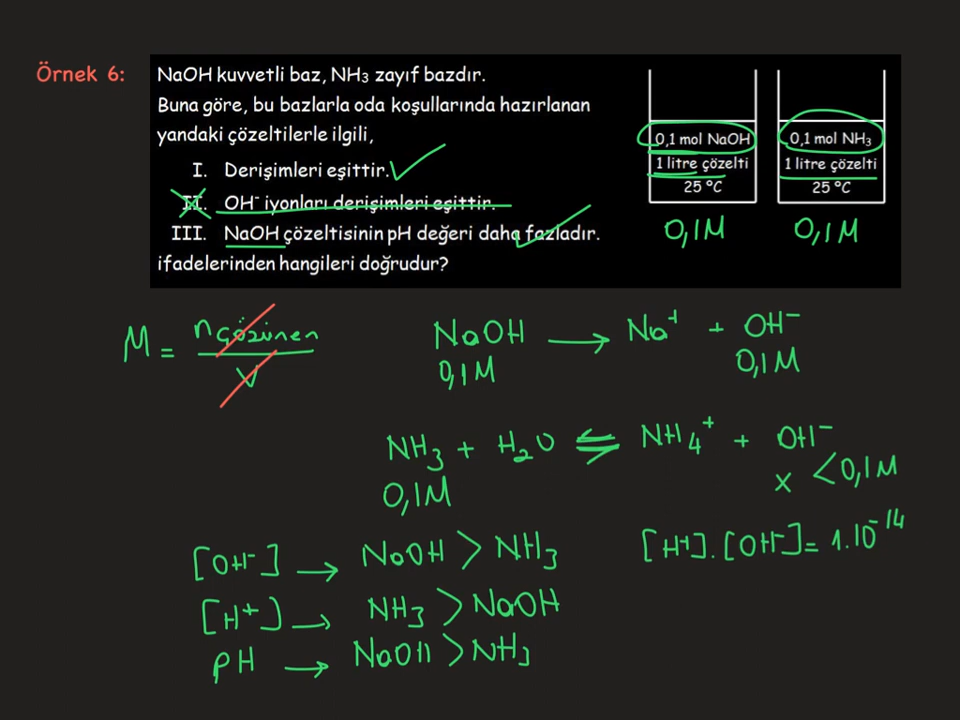 Örnek 6:
NaOH kuvvetli baz, NH₃ zayıf bazdır.
Buna göre, bu bazlarla oda koşullarında hazırlanan
yandaki çözeltilerle ilgili,
I. Derişimleri eşittir.
II. OH⁻ iyonları derişimleri eşittir.
III. NaOH çözeltisinin pH değeri daha fazladır.
ifadelerinden hangileri doğrudur?
0,1 mol NaOH
1 litre çözelti
25 °C
0,1M
0,1 mol NH₃
1 litre çözelti
25 °C
0,1M
M = nçözünen / V
NaOH → Na⁺ + OH⁻
0,1M 0,1M
NH₃ + H₂O ⇌ NH₄⁺ + OH⁻
0,1M x < 0,1M
[H⁺].[OH⁻] = 1.10⁻¹⁴
[OH⁻] → NaOH > NH₃
[H⁺] → NH₃ > NaOH
PH → NaOH > NH₃